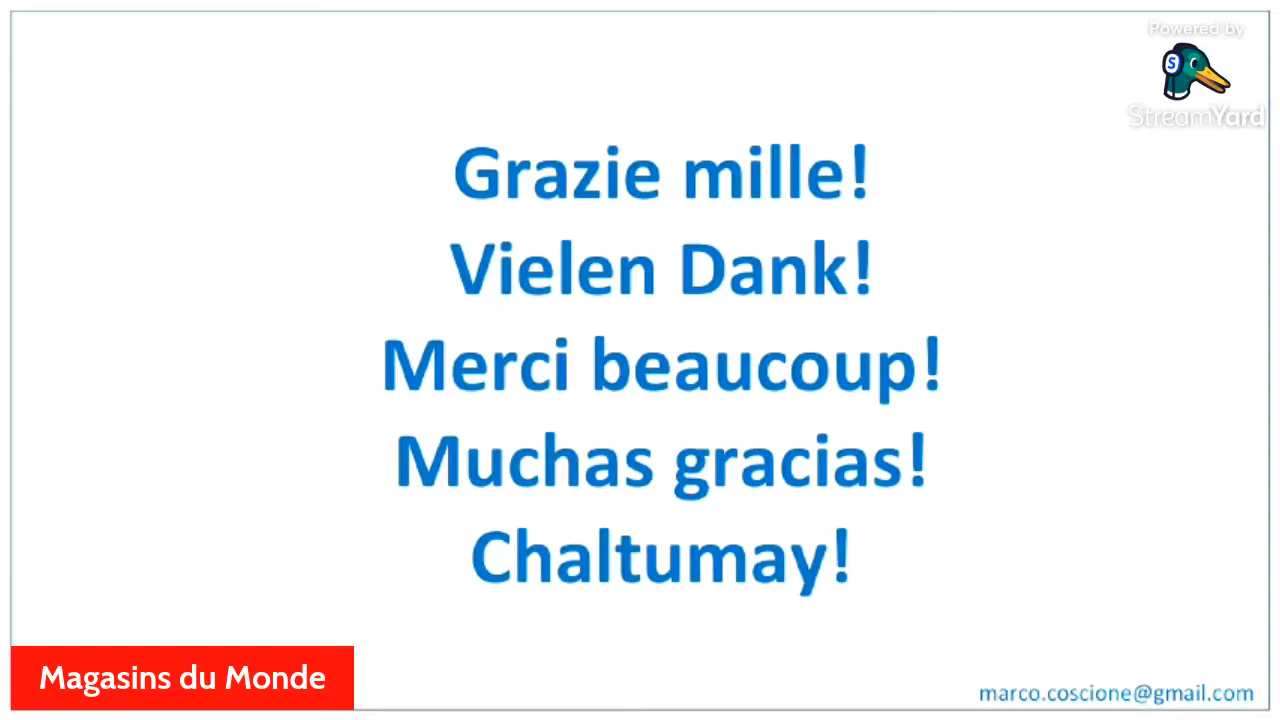 Powered by
S
StreamYard
Grazie mille!
Vielen Dank!
Merci beaucoup!
Muchas gracias!
Chaltumay!
Magasins du Monde
marco.coscione@gmail.com